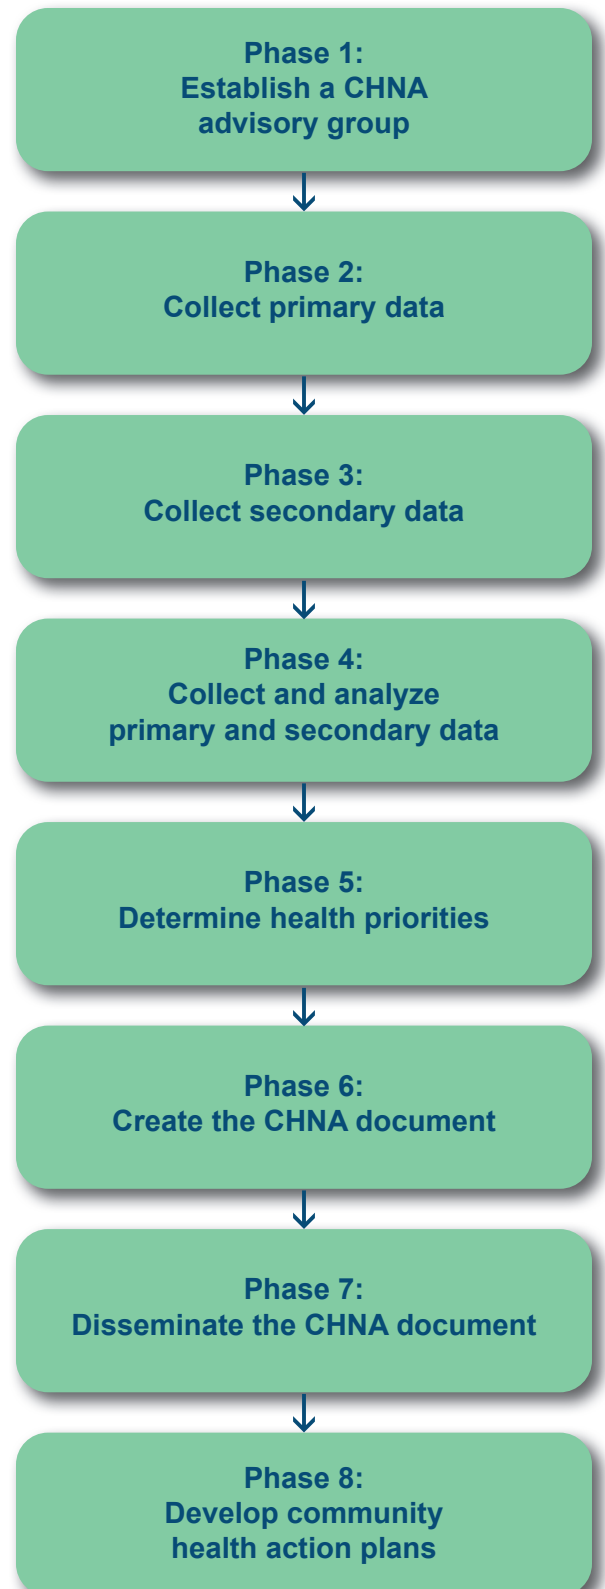 Phase 1:
Establish a CHNA
advisory group
Phase 2:
Collect primary data
Phase 3:
Collect secondary data
Phase 4:
Collect and analyze
primary and secondary data
Phase 5:
Determine health priorities
Phase 6:
Create the CHNA document
Phase 7:
Disseminate the CHNA document
Phase 8:
Develop community
health action plans